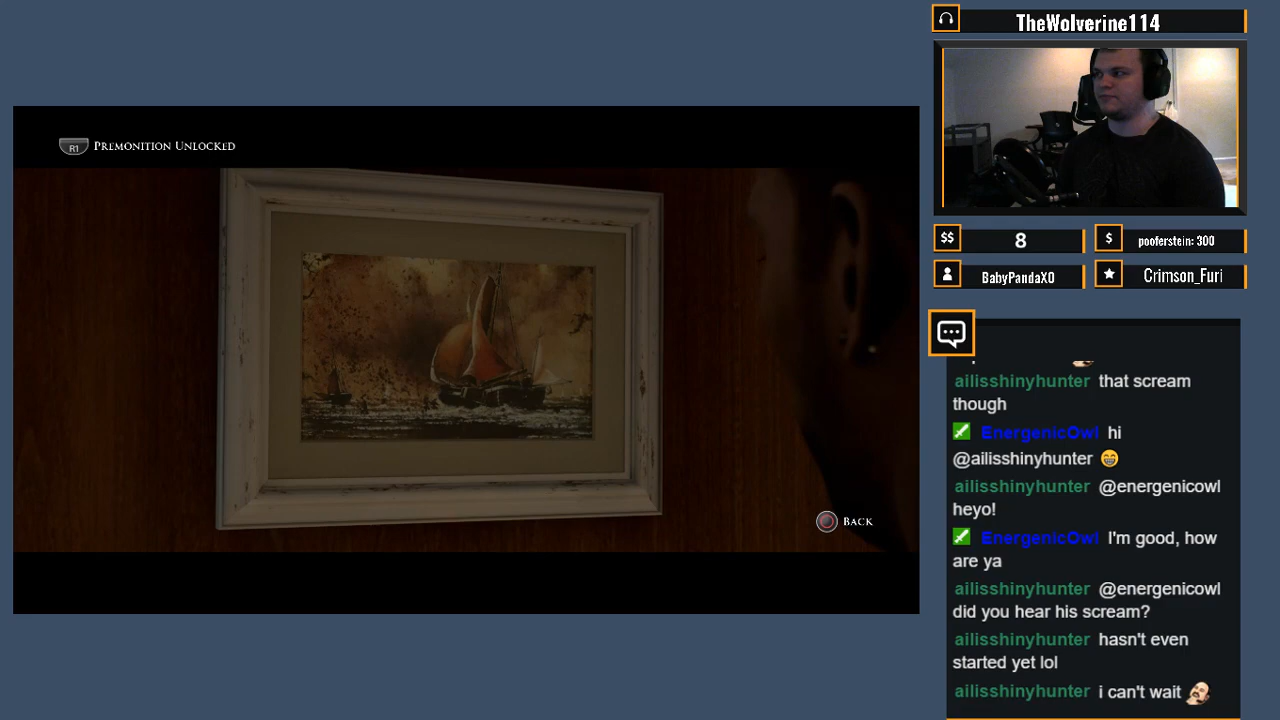 TheWolverine114
R1 PREMONITION UNLOCKED
BACK
$$ 8
$ pooferstein: 300
BabyPandaXO
Crimson_Furi
ailisshinyhunter that scream
though
EnergenicOwl hi
@ailisshinyhunter 😁
ailisshinyhunter @energenicowl
heyo!
EnergenicOwl I'm good, how
are ya
ailisshinyhunter @energenicowl
did you hear his scream?
ailisshinyhunter hasn't even
started yet lol
ailisshinyhunter i can't wait